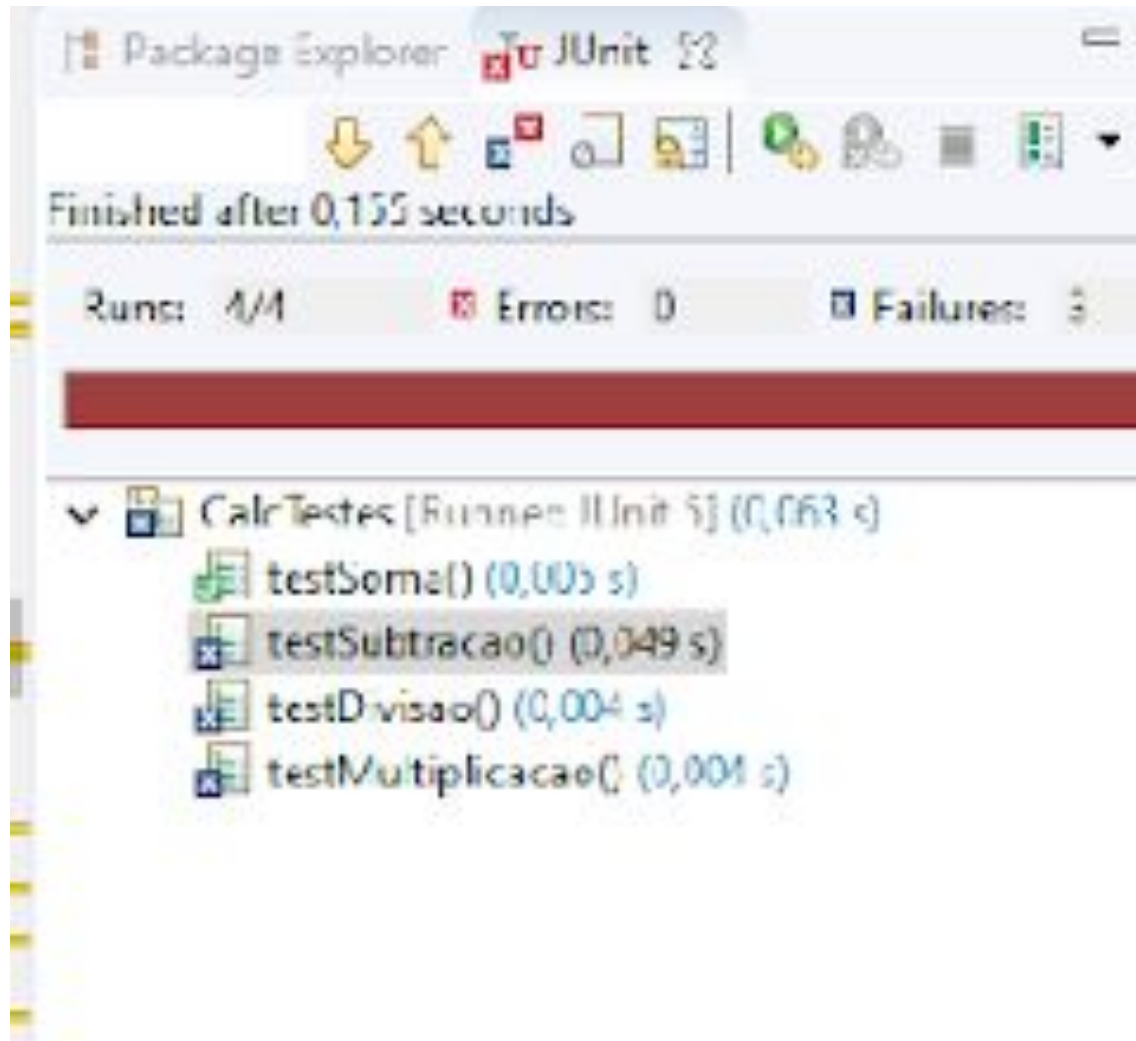 Package Explorer JUnit
Finished after 0,155 seconds
Runs: 4/4 Errors: 0 Failures: 3
CalcTestes [Runner: JUnit 5] (0,063 s)
testSoma() (0,005 s)
testSubtracao() (0,049 s)
testDivisao() (0,004 s)
testMultiplicacao() (0,004 s)